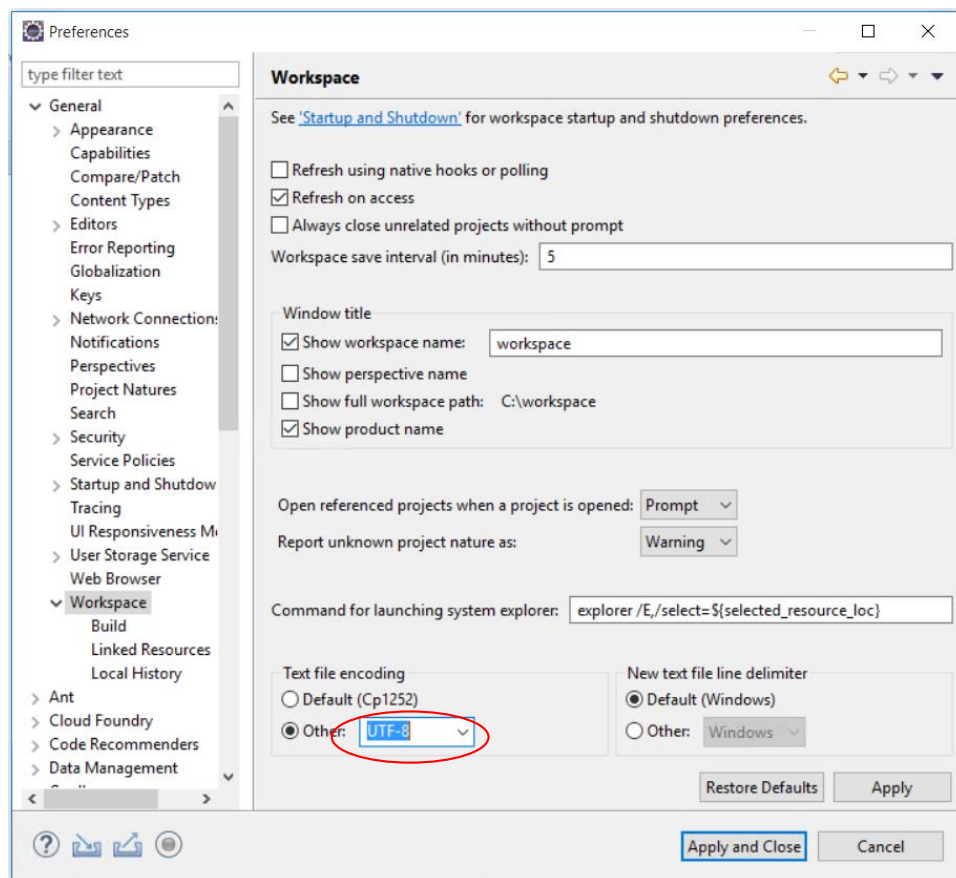 Preferences
type filter text
General
Appearance
Capabilities
Compare/Patch
Content Types
Editors
Error Reporting
Globalization
Keys
Network Connections
Notifications
Perspectives
Project Natures
Search
Security
Service Policies
Startup and Shutdow
Tracing
UI Responsiveness
User Storage Service
Web Browser
Workspace
Build
Linked Resources
Local History
Ant
Cloud Foundry
Code Recommenders
Data Management
Workspace
See 'Startup and Shutdown' for workspace startup and shutdown preferences.
Refresh using native hooks or polling
Refresh on access
Always close unrelated projects without prompt
Workspace save interval (in minutes): 5
Window title
Show workspace name: workspace
Show perspective name
Show full workspace path: C:\workspace
Show product name
Open referenced projects when a project is opened: Prompt
Report unknown project nature as: Warning
Command for launching system explorer: explorer /E,/select=${selected_resource_loc}
Text file encoding
Default (Cp1252)
Other: UTF-8
New text file line delimiter
Default (Windows)
Other: Windows
Restore Defaults Apply
Apply and Close Cancel